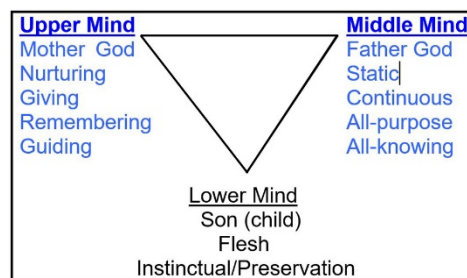 Upper Mind
Mother God
Nurturing
Giving
Remembering
Guiding
Middle Mind
Father God
Static
Continuous
All-purpose
All-knowing
Lower Mind
Son (child)
Flesh
Instinctual/Preservation